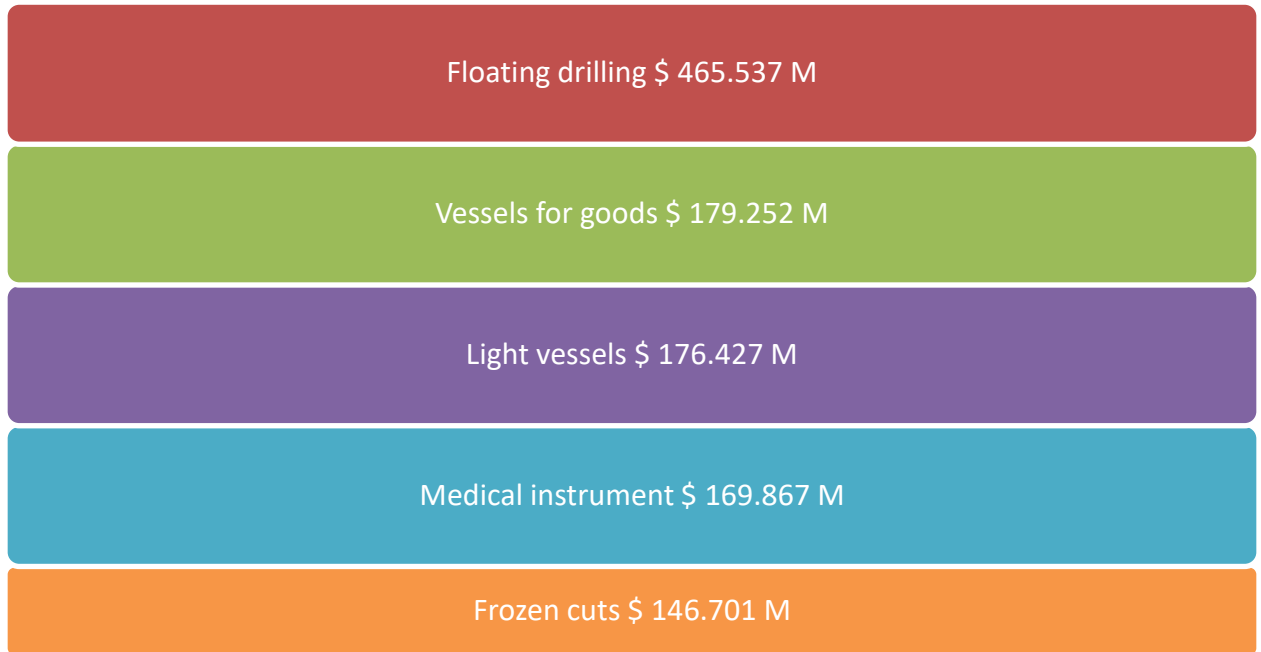 Floating drilling $ 465.537 M
Vessels for goods $ 179.252 M
Light vessels $ 176.427 M
Medical instrument $ 169.867 M
Frozen cuts $ 146.701 M